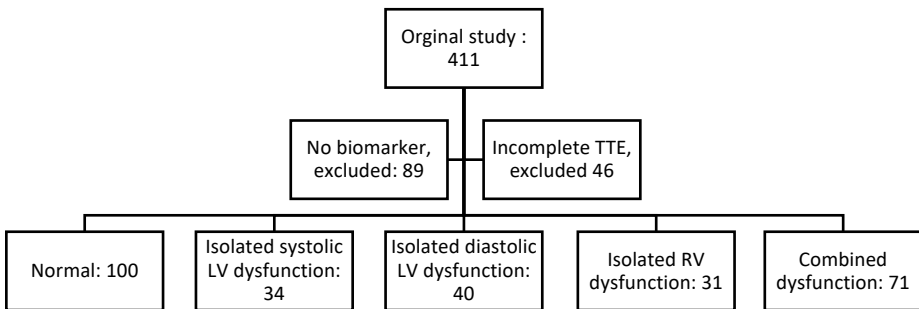 Orginal study :
411
No biomarker,
excluded: 89
Incomplete TTE,
excluded 46
Normal: 100
Isolated systolic
LV dysfunction:
34
Isolated diastolic
LV dysfunction:
40
Isolated RV
dysfunction: 31
Combined
dysfunction: 71